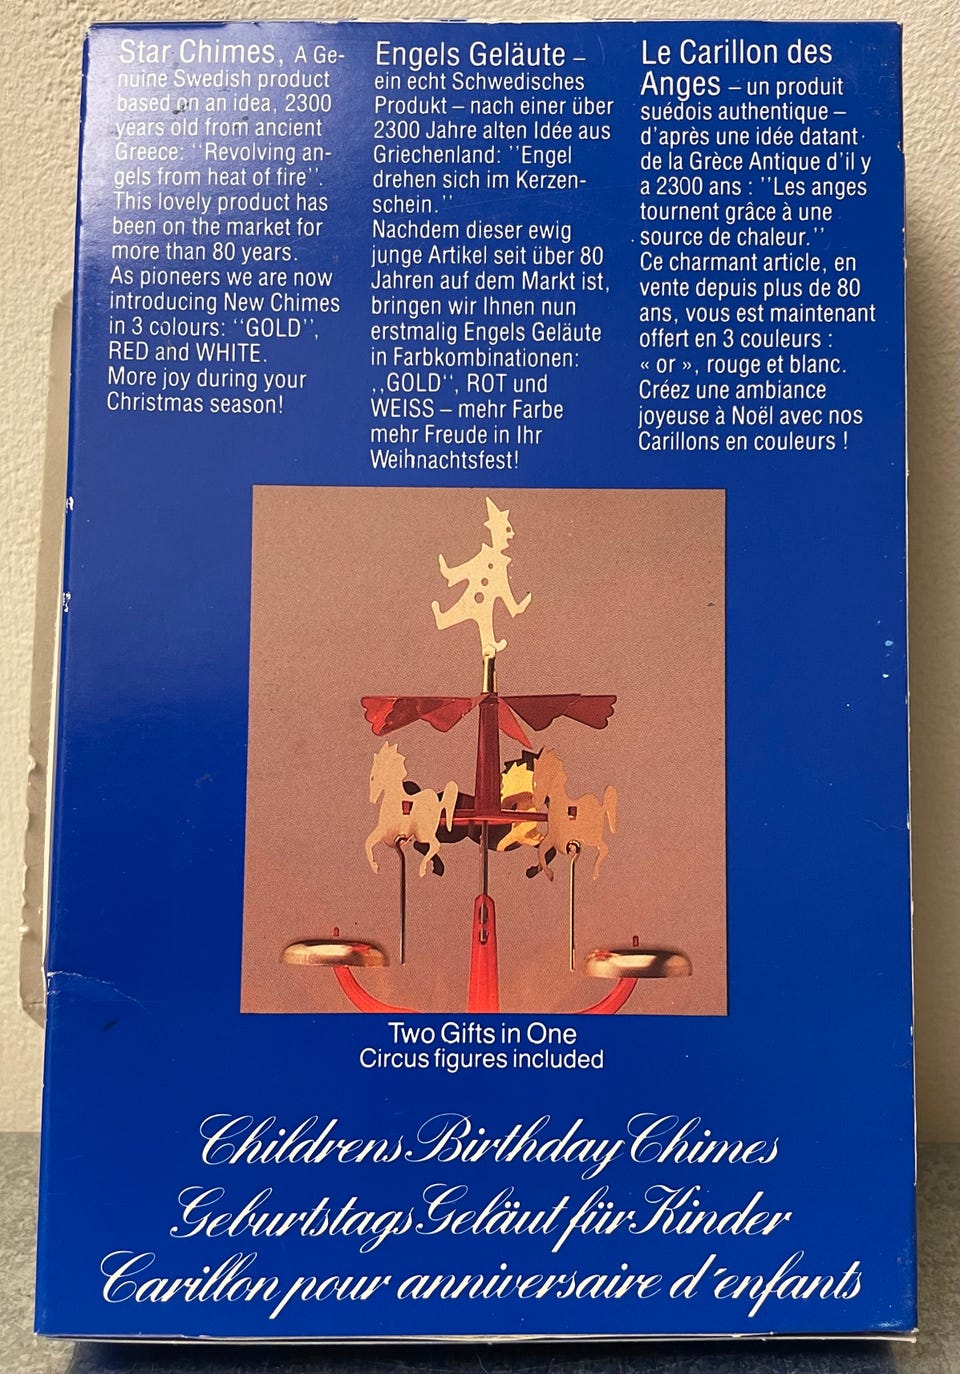 Star Chimes, A Ge-
nuine Swedish product
based on an idea, 2300
years old from ancient
Greece: ''Revolving an-
gels from heat of fire''.
This lovely product has
been on the market for
more than 80 years.
As pioneers we are now
introducing New Chimes
in 3 colours: ''GOLD'',
RED and WHITE.
More joy during your
Christmas season!
Engels Geläute –
ein echt Schwedisches
Produkt – nach einer über
2300 Jahre alten Idée aus
Griechenland: ''Engel
drehen sich im Kerzen-
schein.''
Nachdem dieser ewig
junge Artikel seit über 80
Jahren auf dem Markt ist,
bringen wir Ihnen nun
erstmalig Engels Geläute
in Farbkombinationen:
,,GOLD'', ROT und
WEISS – mehr Farbe
mehr Freude in Ihr
Weihnachtsfest!
Le Carillon des
Anges – un produit
suédois authentique –
d'après une idée datant
de la Grèce Antique d'il y
a 2300 ans : ''Les anges
tournent grâce à une
source de chaleur.''
Ce charmant article, en
vente depuis plus de 80
ans, vous est maintenant
offert en 3 couleurs :
« or », rouge et blanc.
Créez une ambiance
joyeuse à Noël avec nos
Carillons en couleurs !
Two Gifts in One
Circus figures included
Childrens Birthday Chimes
Geburtstags Geläut für Kinder
Carillon pour anniversaire d'enfants